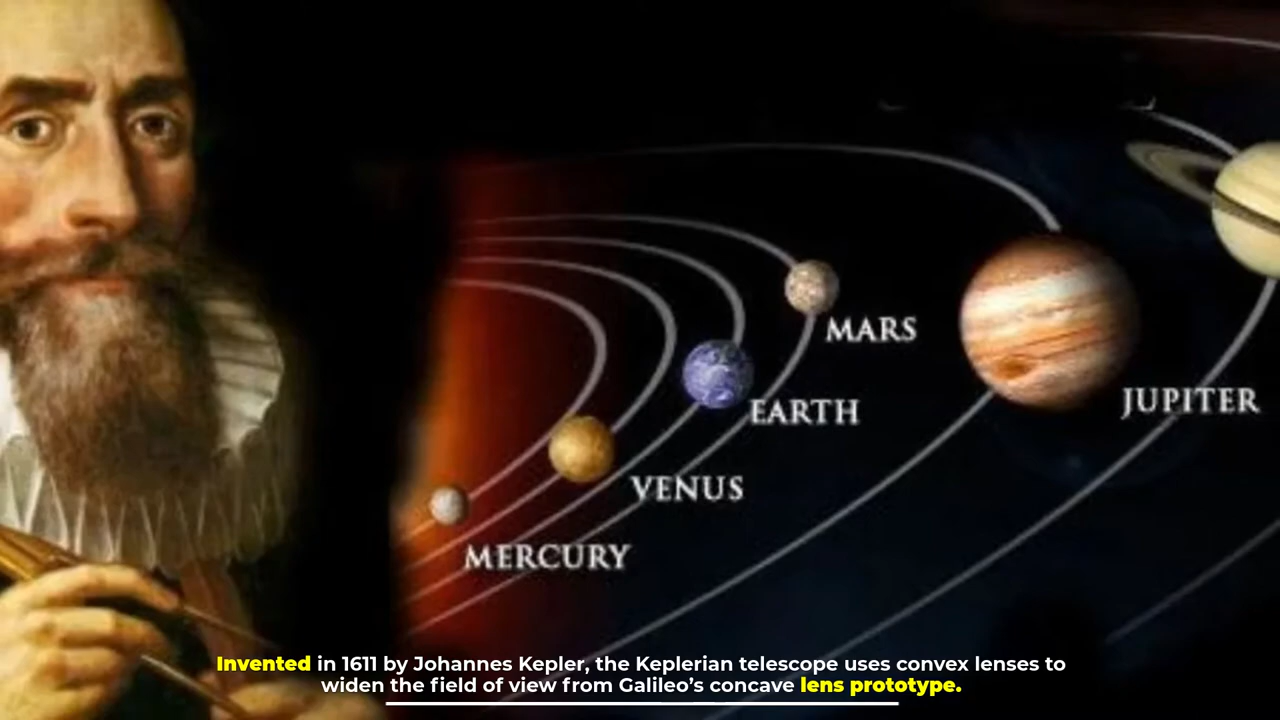 MARS
JUPITER
EARTH
VENUS
MERCURY
Invented in 1611 by Johannes Kepler, the Keplerian telescope uses convex lenses to
widen the field of view from Galileo’s concave lens prototype.